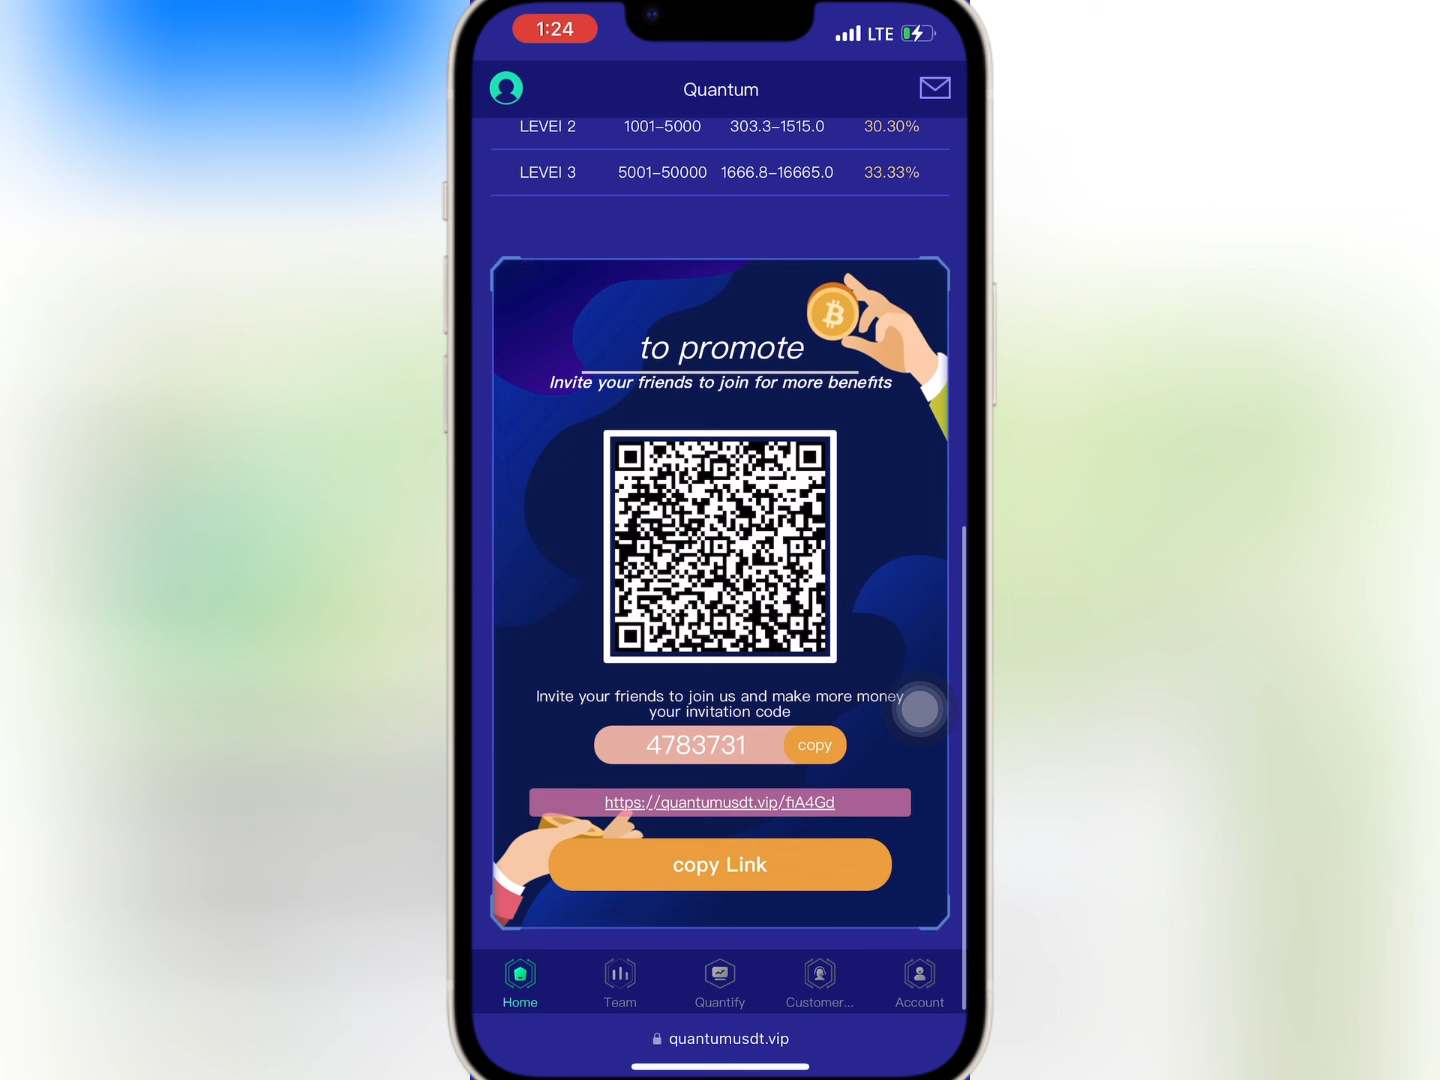 1:24
LTE
Quantum
LEVEl 2 1001–5000 303.3–1515.0 30.30%
LEVEl 3 5001–50000 1666.8–16665.0 33.33%
to promote
Invite your friends to join for more benefits
Invite your friends to join us and make more money
your invitation code
4783731 copy
https://quantumusdt.vip/fiA4Gd
copy Link
Home Team Quantify Customer... Account
quantumusdt.vip